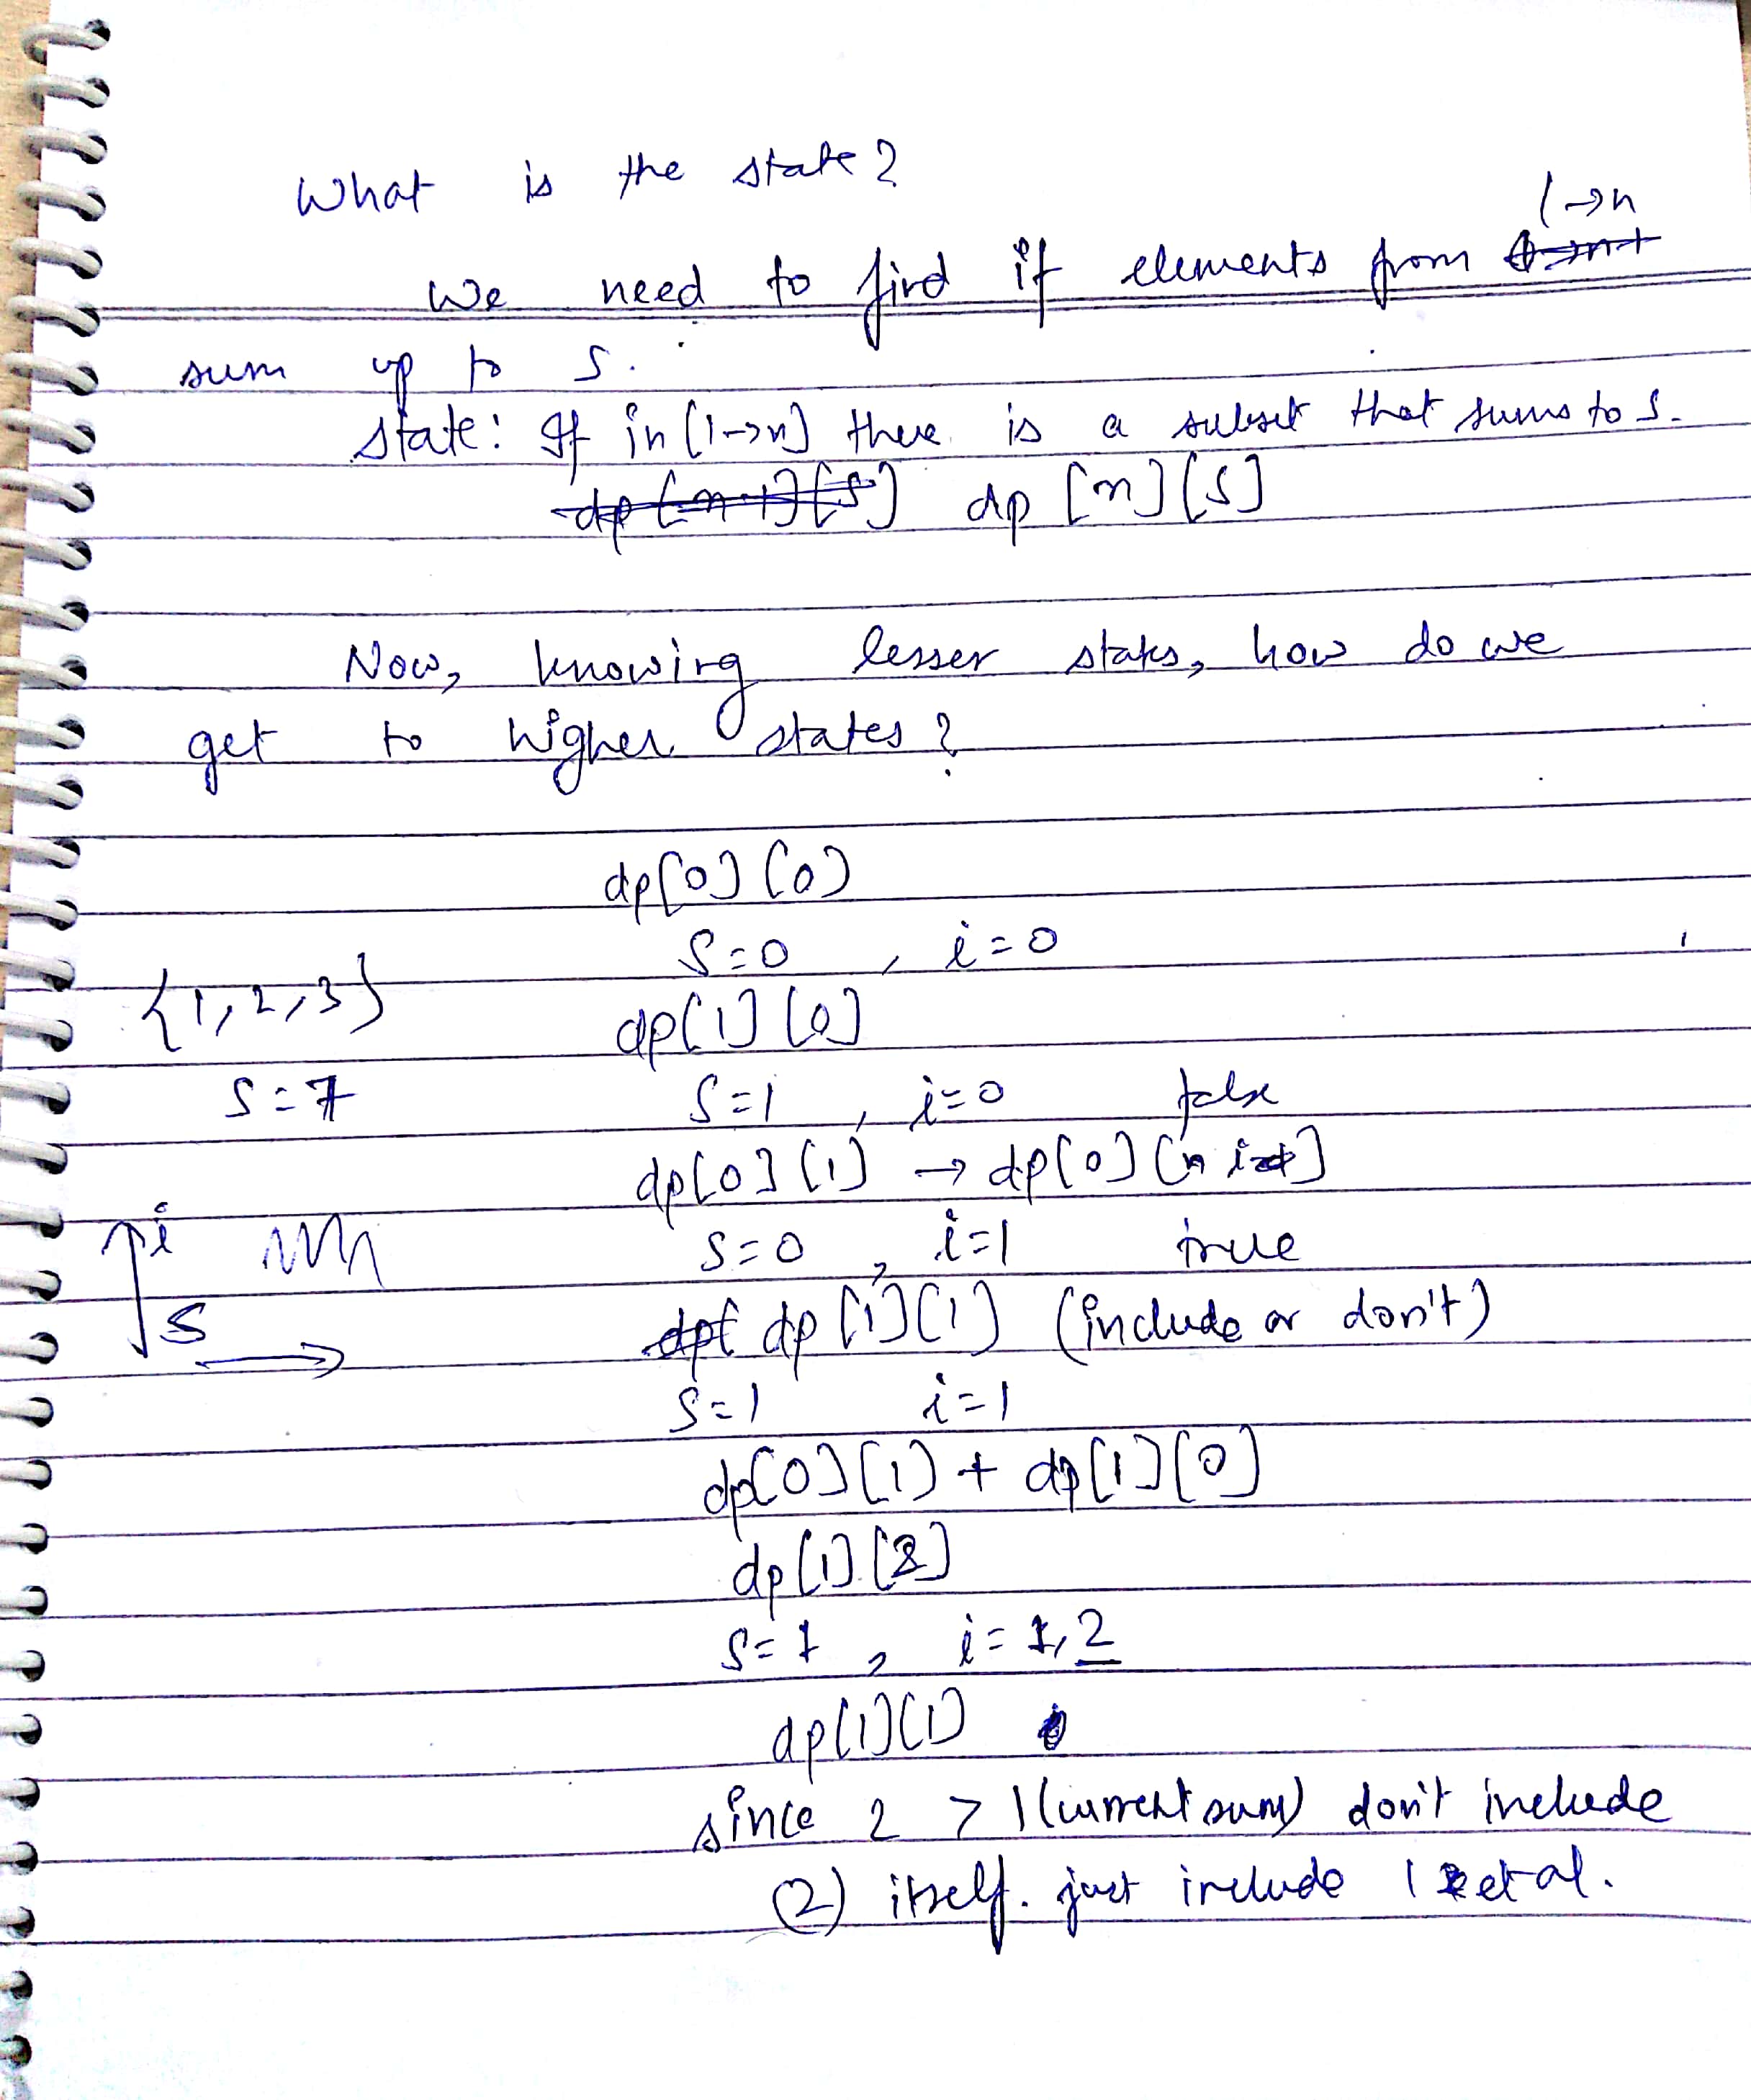 What is the state?
1→n
We need to find if elements from
sum up to S.
state: If in [1→n] there is a subset that sums to S.
dp[n-1][S] dp [n][S]
Now, knowing lesser states, how do we
get to higher states?
dp[0][0]
S=0 , i=0
{1,2,3} dp[1][0]
S=7 S=1 , i=0 false
dp[0][1] → dp[0][n]
i S=0 , i=1 true
S dp[ dp[1][1] (include or don't)
S=1 i=1
dp[0][1] + dp[1][0]
dp[1][2]
S=1 , i=1,2
dp[1][1]
since 2 > 1(current sum) don't include
(2) itself. just include 1 et al.